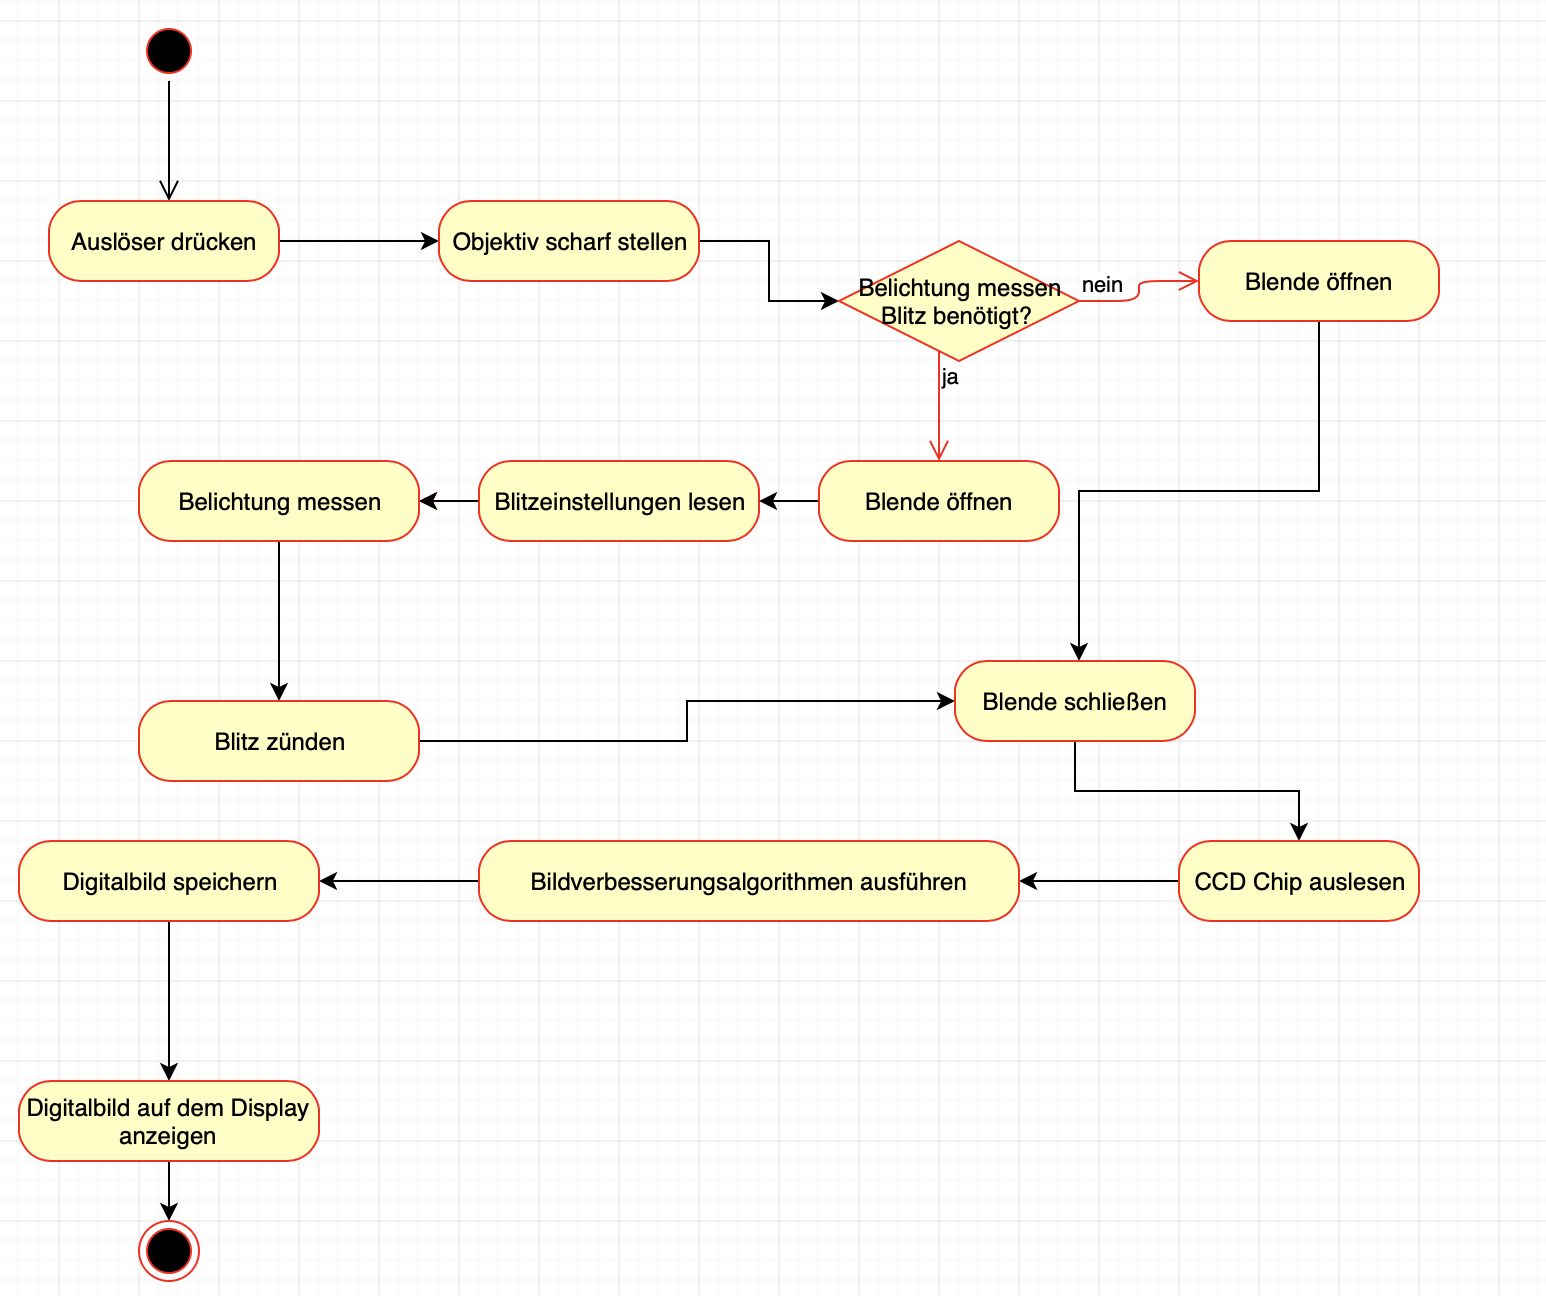 Auslöser drücken
Objektiv scharf stellen
Belichtung messen
Blitz benötigt?
nein
Blende öffnen
ja
Belichtung messen
Blitzeinstellungen lesen
Blende öffnen
Blitz zünden
Blende schließen
Digitalbild speichern
Bildverbesserungsalgorithmen ausführen
CCD Chip auslesen
Digitalbild auf dem Display
anzeigen